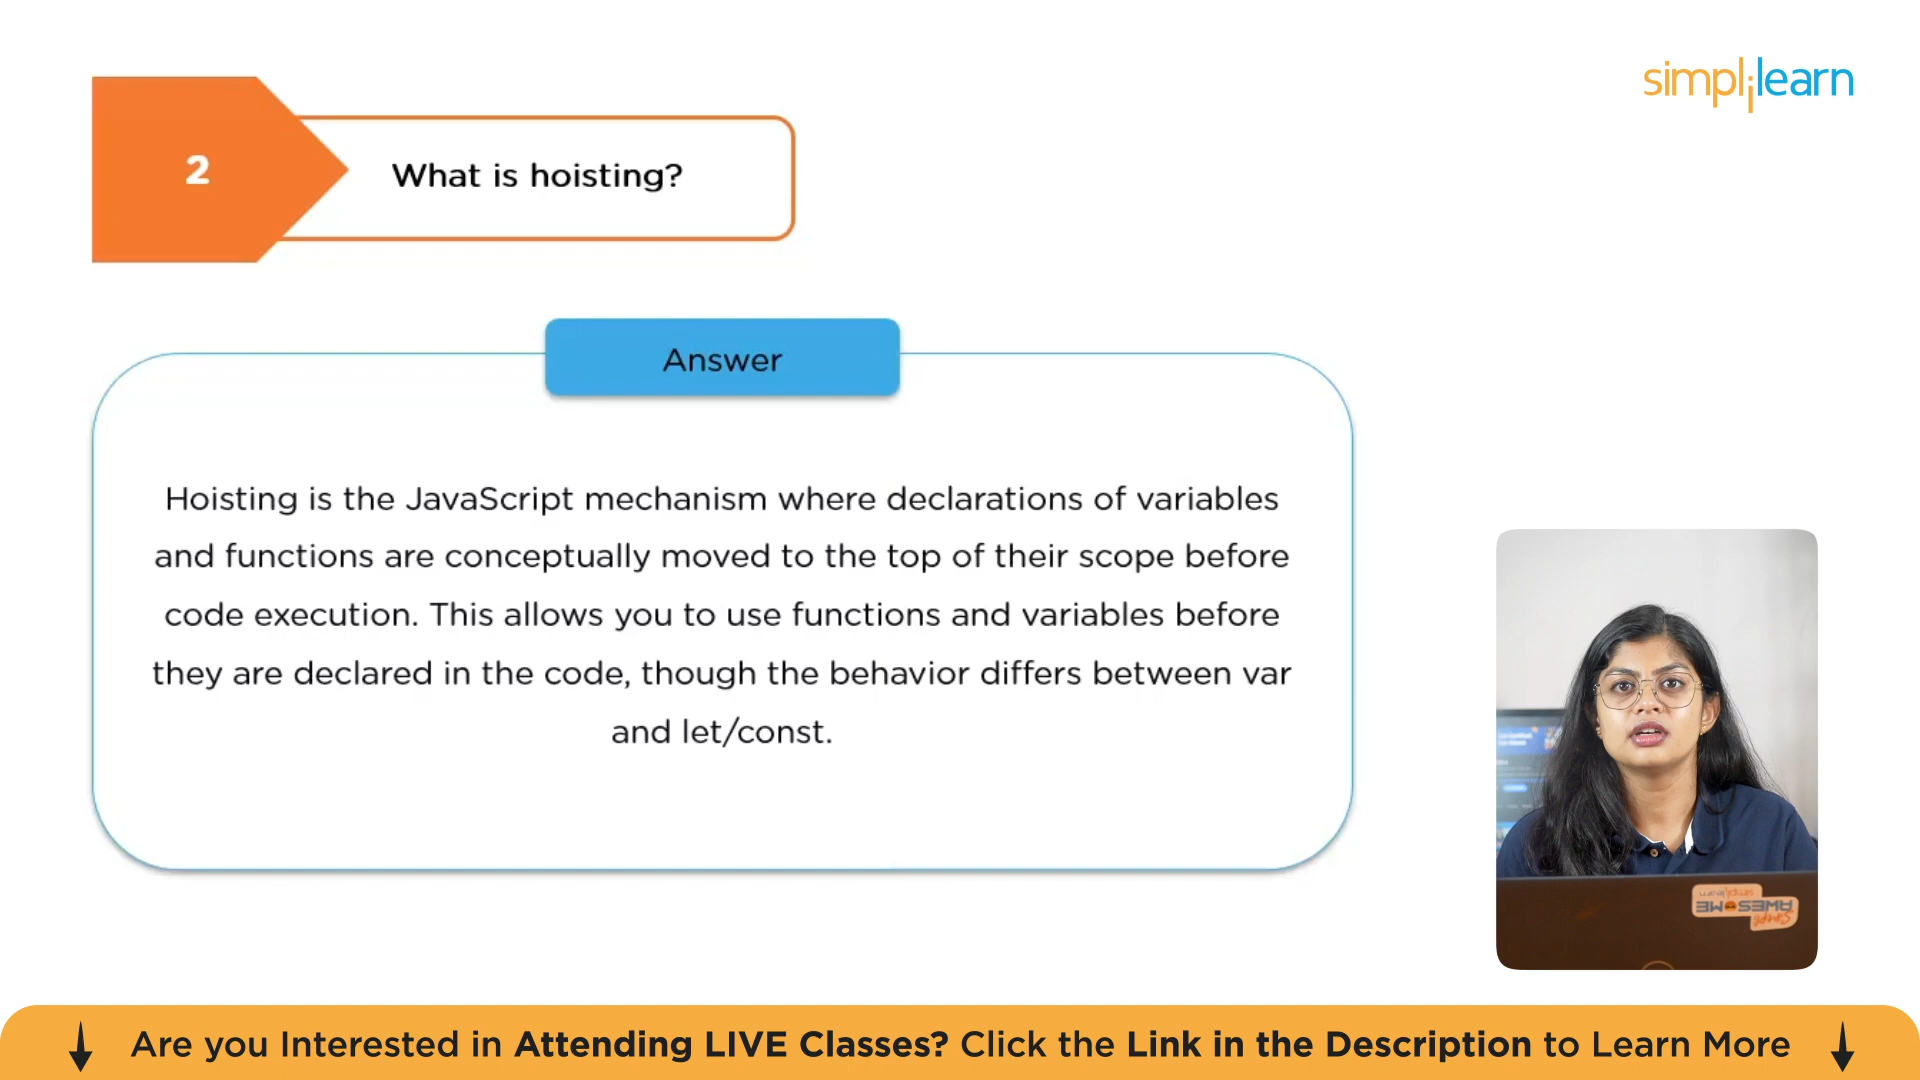 simplilearn
2
What is hoisting?
Answer
Hoisting is the JavaScript mechanism where declarations of variables
and functions are conceptually moved to the top of their scope before
code execution. This allows you to use functions and variables before
they are declared in the code, though the behavior differs between var
and let/const.
simplilearn
AWESOME
Simply
Are you Interested in Attending LIVE Classes? Click the Link in the Description to Learn More